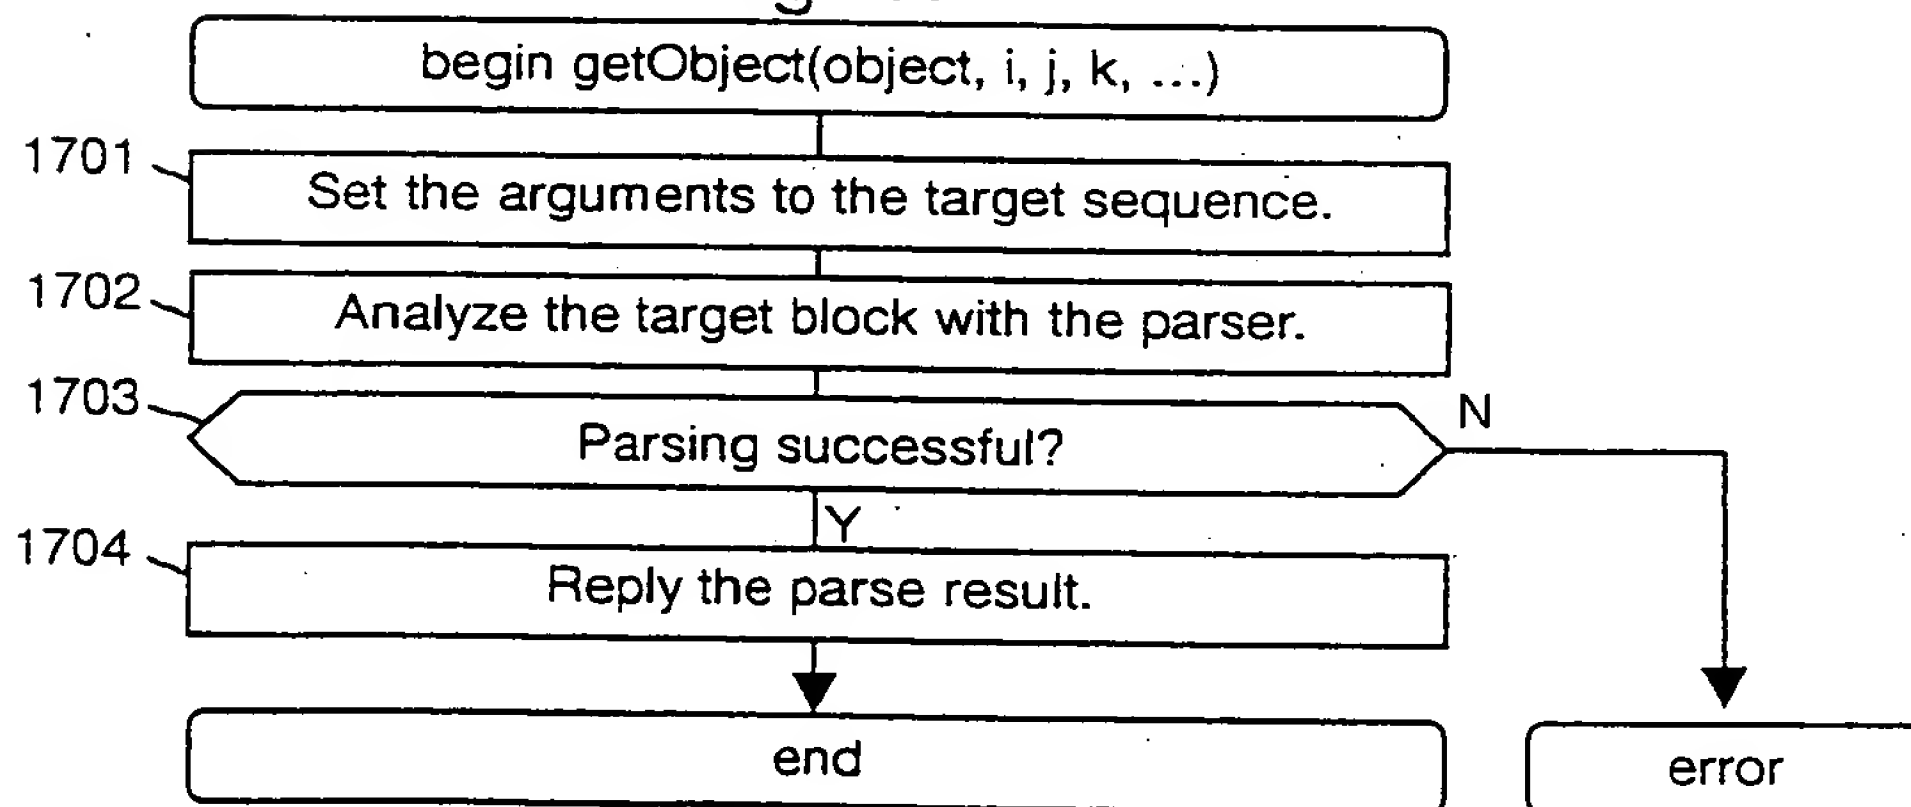 begin getObject(object, i, j, k, ...)
1701
Set the arguments to the target sequence.
1702
Analyze the target block with the parser.
1703
Parsing successful?
N
Y
1704
Reply the parse result.
end
error